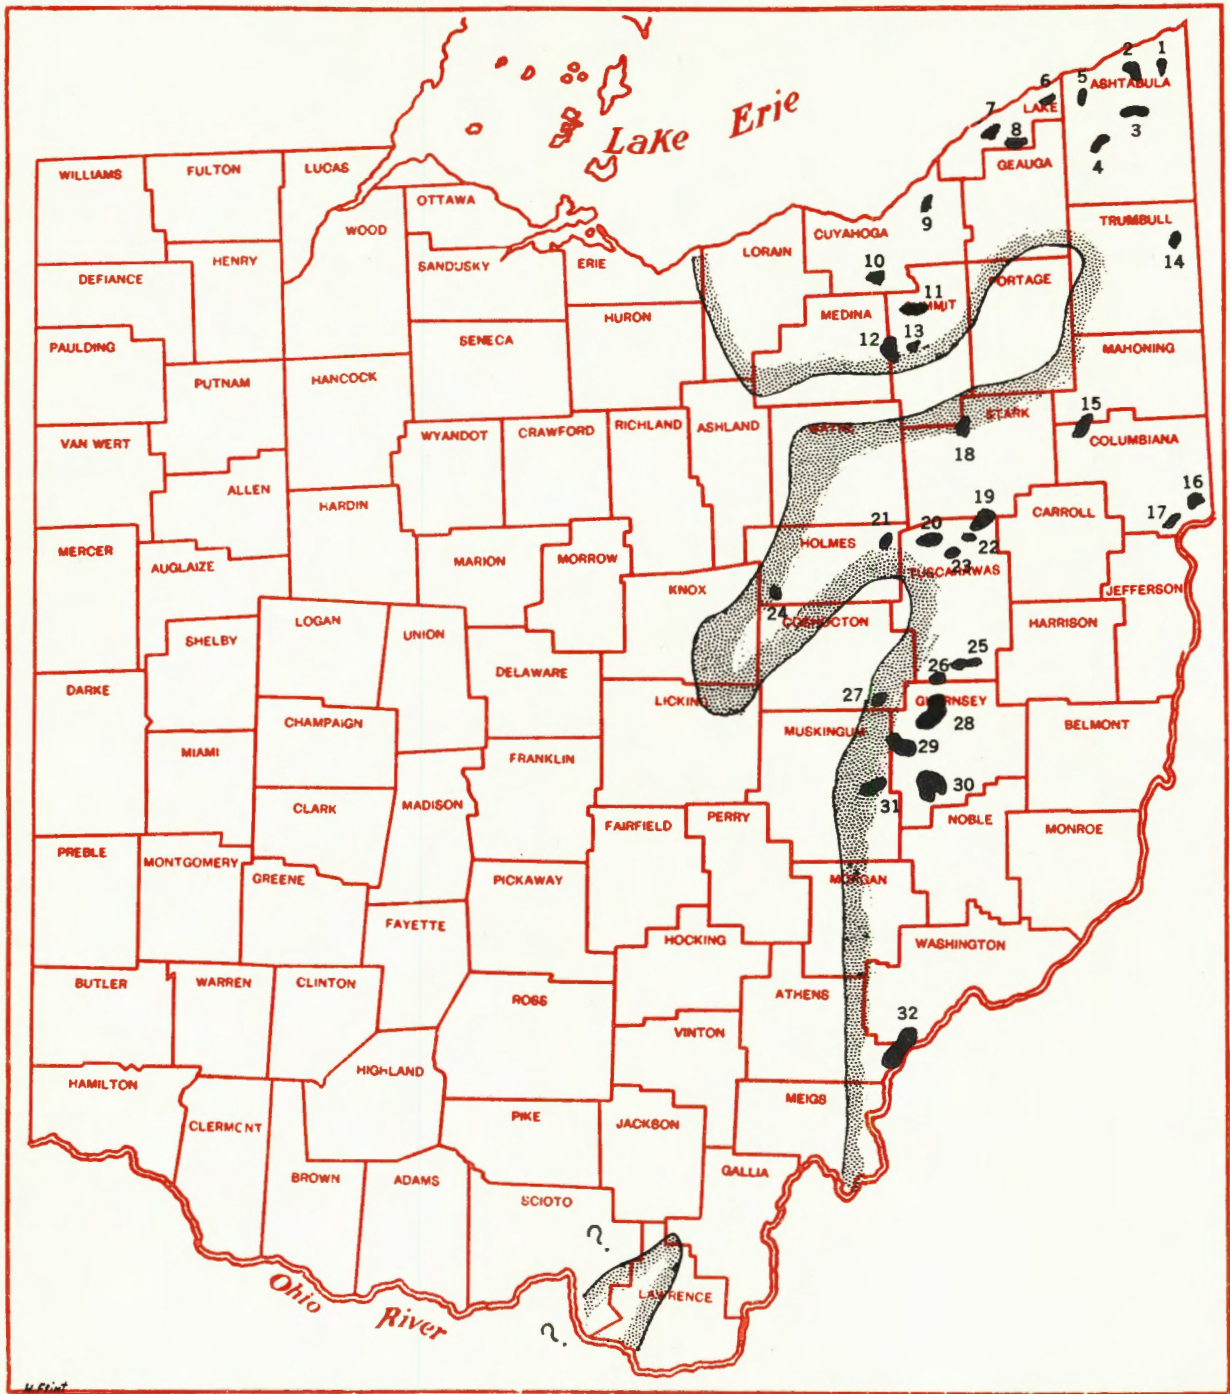 Lake Erie
2
1
5
ASHTABULA
6
LAKE
7
3
8
4
GEAUGA
WILLIAMS
FULTON
LUCAS
OTTAWA
9
TRUMBULL
WOOD
CUYAHOGA
LORAIN
14
HENRY
SANDUSKY
ERIE
10
DEFIANCE
PORTAGE
11
SUMMIT
MEDINA
HURON
12
13
PAULDING
SENECA
MAHONING
PUTNAM
HANCOCK
15
STARK
VAN WERT
WYANDOT
CRAWFORD
RICHLAND
ASHLAND
WAYNE
COLUMBIANA
18
ALLEN
16
HARDIN
19
CARROLL
17
21
20
MERCER
AUGLAIZE
MARION
MORROW
HOLMES
22
23
TUSCARAWAS
KNOX
JEFFERSON
24
LOGAN
UNION
COSHOCTON
HARRISON
SHELBY
DELAWARE
25
26
DARKE
LICKING
27
GUERNSEY
CHAMPAIGN
28
BELMONT
MIAMI
MUSKINGUM
29
FRANKLIN
30
CLARK
MADISON
31
FAIRFIELD
PERRY
NOBLE
MONROE
PREBLE
MONTGOMERY
GREENE
PICKAWAY
MORGAN
FAYETTE
HOCKING
WASHINGTON
BUTLER
WARREN
CLINTON
ROSS
ATHENS
32
VINTON
HIGHLAND
HAMILTON
MEIGS
PIKE
JACKSON
CLERMONT
GALLIA
BROWN
ADAMS
SCIOTO
?
LAWRENCE
Ohio River
?
H. Flint